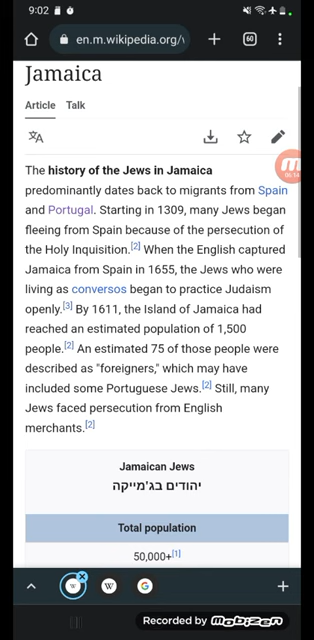 9:02
en.m.wikipedia.org/
60
Jamaica
Article Talk
The history of the Jews in Jamaica
predominantly dates back to migrants from Spain
and Portugal. Starting in 1309, many Jews began
fleeing from Spain because of the persecution of
the Holy Inquisition.[2] When the English captured
Jamaica from Spain in 1655, the Jews who were
living as conversos began to practice Judaism
openly.[3] By 1611, the Island of Jamaica had
reached an estimated population of 1,500
people.[2] An estimated 75 of those people were
described as "foreigners," which may have
included some Portuguese Jews.[2] Still, many
Jews faced persecution from English
merchants.[2]
Jamaican Jews
יהודים בג'מייקה
Total population
50,000+[1]
W
G
Recorded by mobizen